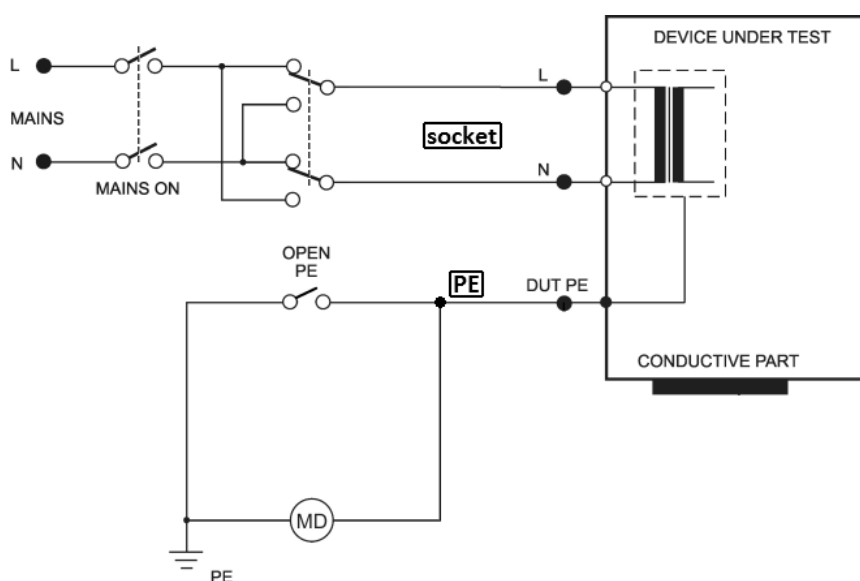 DEVICE UNDER TEST
L
L
MAINS
socket
N
N
MAINS ON
OPEN
PE
PE
DUT PE
CONDUCTIVE PART
MD
PE